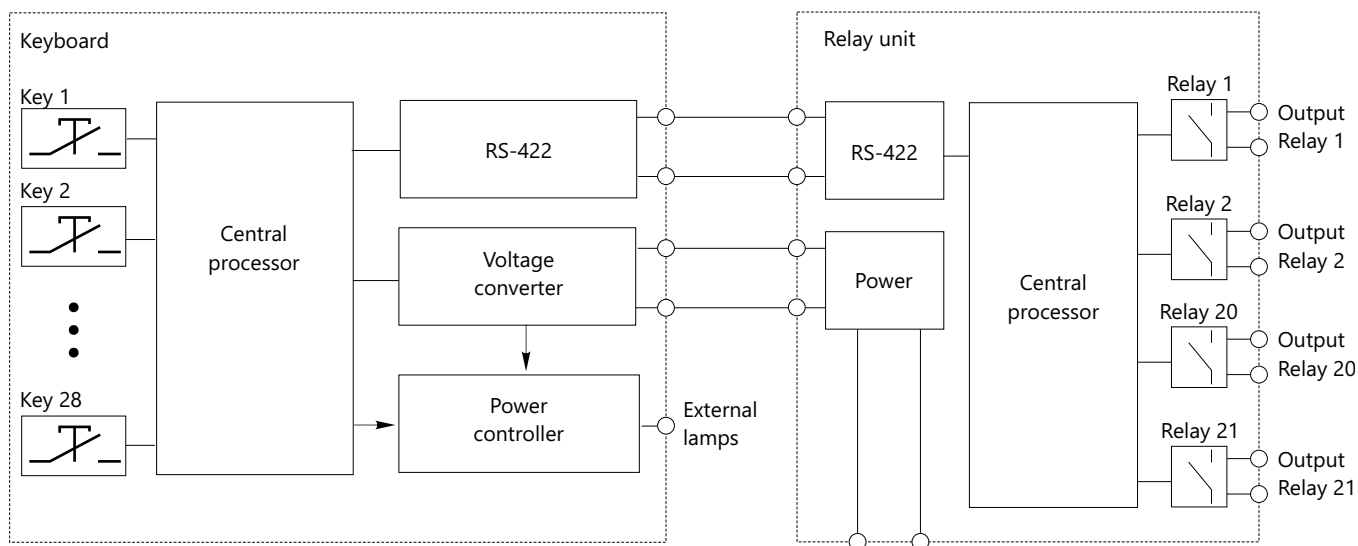 Keyboard
Key 1
Key 2
Key 28
Central
processor
RS-422
Voltage
converter
Power
controller
External
lamps
Relay unit
RS-422
Power
Central
processor
Relay 1
Output
Relay 1
Relay 2
Output
Relay 2
Relay 20
Output
Relay 20
Relay 21
Output
Relay 21